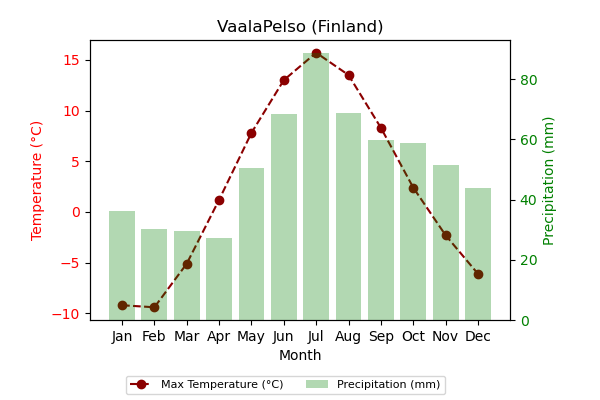 VaalaPelso (Finland)
Temperature (°C)
15
10
5
0
−5
−10
80
60
40
20
0
Precipitation (mm)
Jan Feb Mar Apr May Jun Jul Aug Sep Oct Nov Dec
Month
Max Temperature (°C) Precipitation (mm)